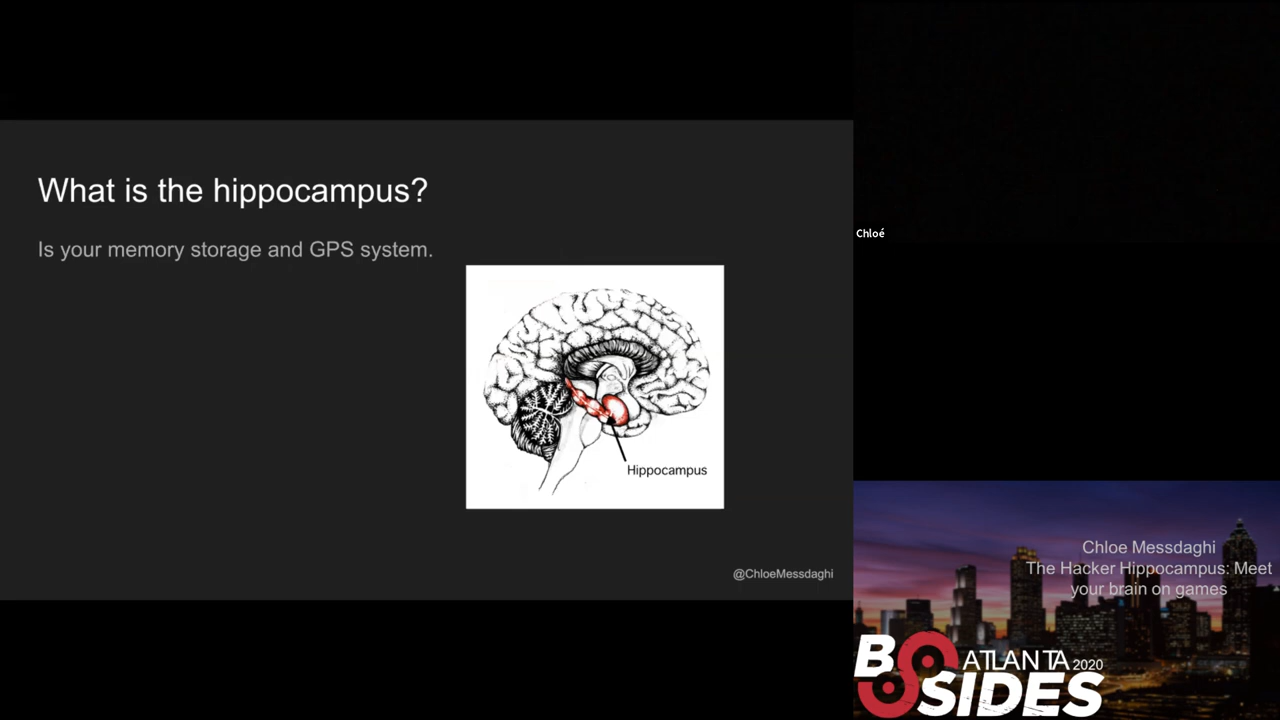 What is the hippocampus?
Is your memory storage and GPS system.
Hippocampus
@ChloeMessdaghi
Chloé
Chloe Messdaghi
The Hacker Hippocampus: Meet
your brain on games
BSIDES
ATLANTA 2020